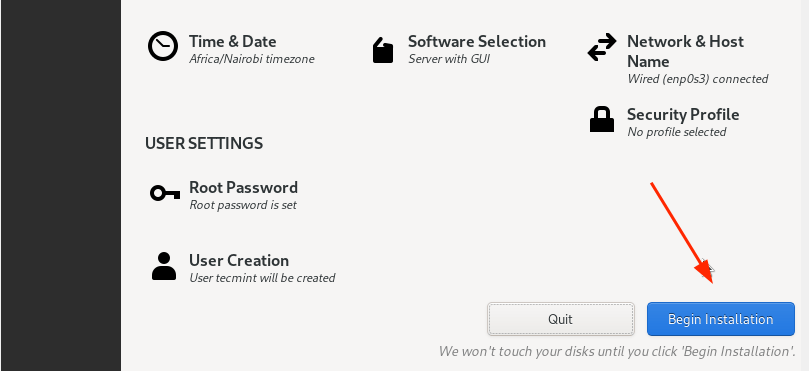 Time & Date
Africa/Nairobi timezone
Software Selection
Server with GUI
Network & Host
Name
Wired (enp0s3) connected
Security Profile
No profile selected
USER SETTINGS
Root Password
Root password is set
User Creation
User tecmint will be created
Quit
Begin Installation
We won't touch your disks until you click 'Begin Installation'.